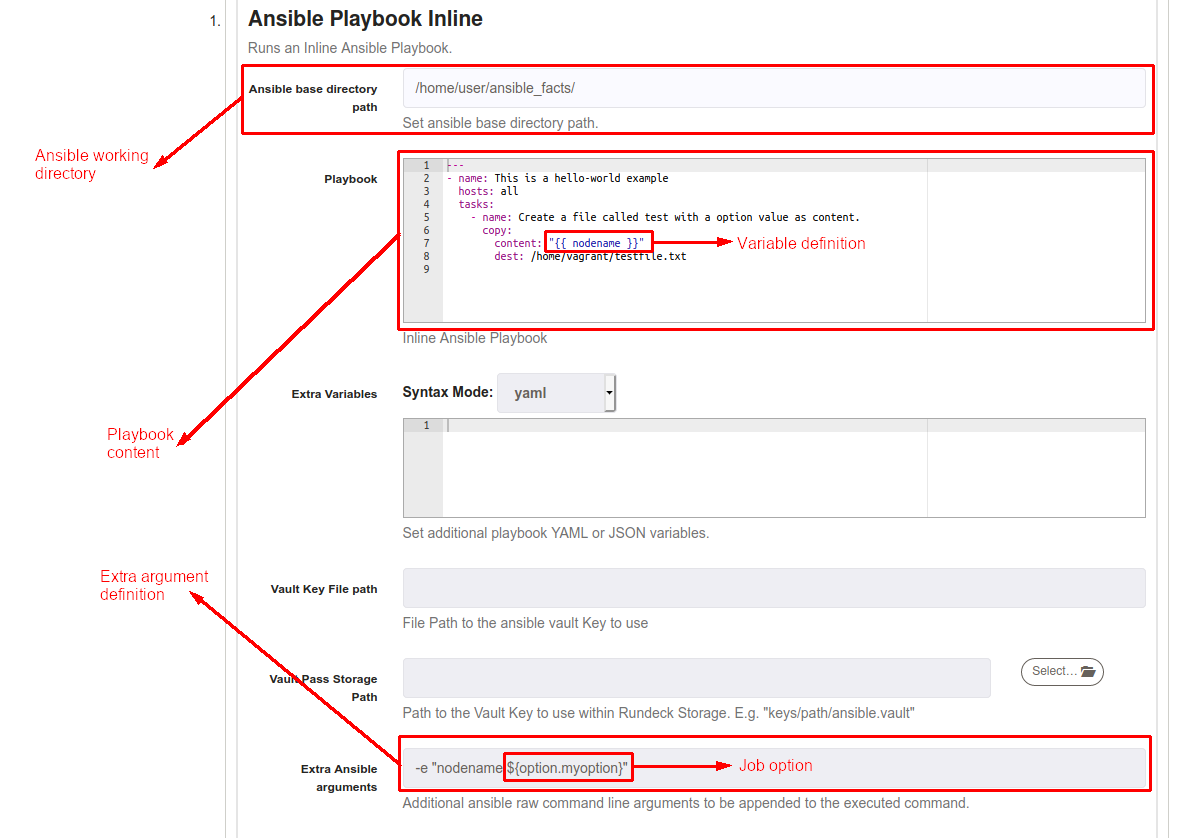 1.
Ansible Playbook Inline
Runs an Inline Ansible Playbook.
Ansible base directory
path
/home/user/ansible_facts/
Set ansible base directory path.
Ansible working
directory
Playbook
1 ---
2 - name: This is a hello-world example
3 hosts: all
4 tasks:
5 - name: Create a file called test with a option value as content.
6 copy:
7 content: "{{ nodename }}"
8 dest: /home/vagrant/testfile.txt
9
Variable definition
Inline Ansible Playbook
Extra Variables
Syntax Mode: yaml
1
Playbook
content
Set additional playbook YAML or JSON variables.
Extra argument
definition
Vault Key File path
File Path to the ansible vault Key to use
Vault Pass Storage
Path
Select...
Path to the Vault Key to use within Rundeck Storage. E.g. "keys/path/ansible.vault"
Extra Ansible
arguments
-e "nodename ${option.myoption}"
Job option
Additional ansible raw command line arguments to be appended to the executed command.